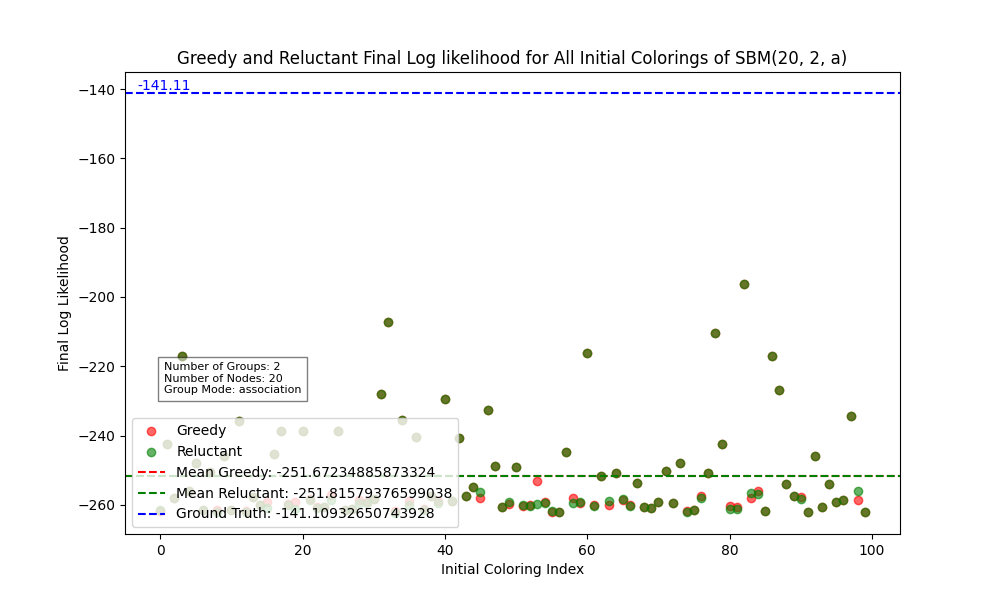 Greedy and Reluctant Final Log likelihood for All Initial Colorings of SBM(20, 2, a)
-141.11
−140
−160
−180
−200
−220
−240
−260
Final Log Likelihood
Number of Groups: 2
Number of Nodes: 20
Group Mode: association
Greedy
Reluctant
Mean Greedy: -251.67234885873324
Mean Reluctant: -251.81579376599038
Ground Truth: -141.10932650743928
0 20 40 60 80 100
Initial Coloring Index